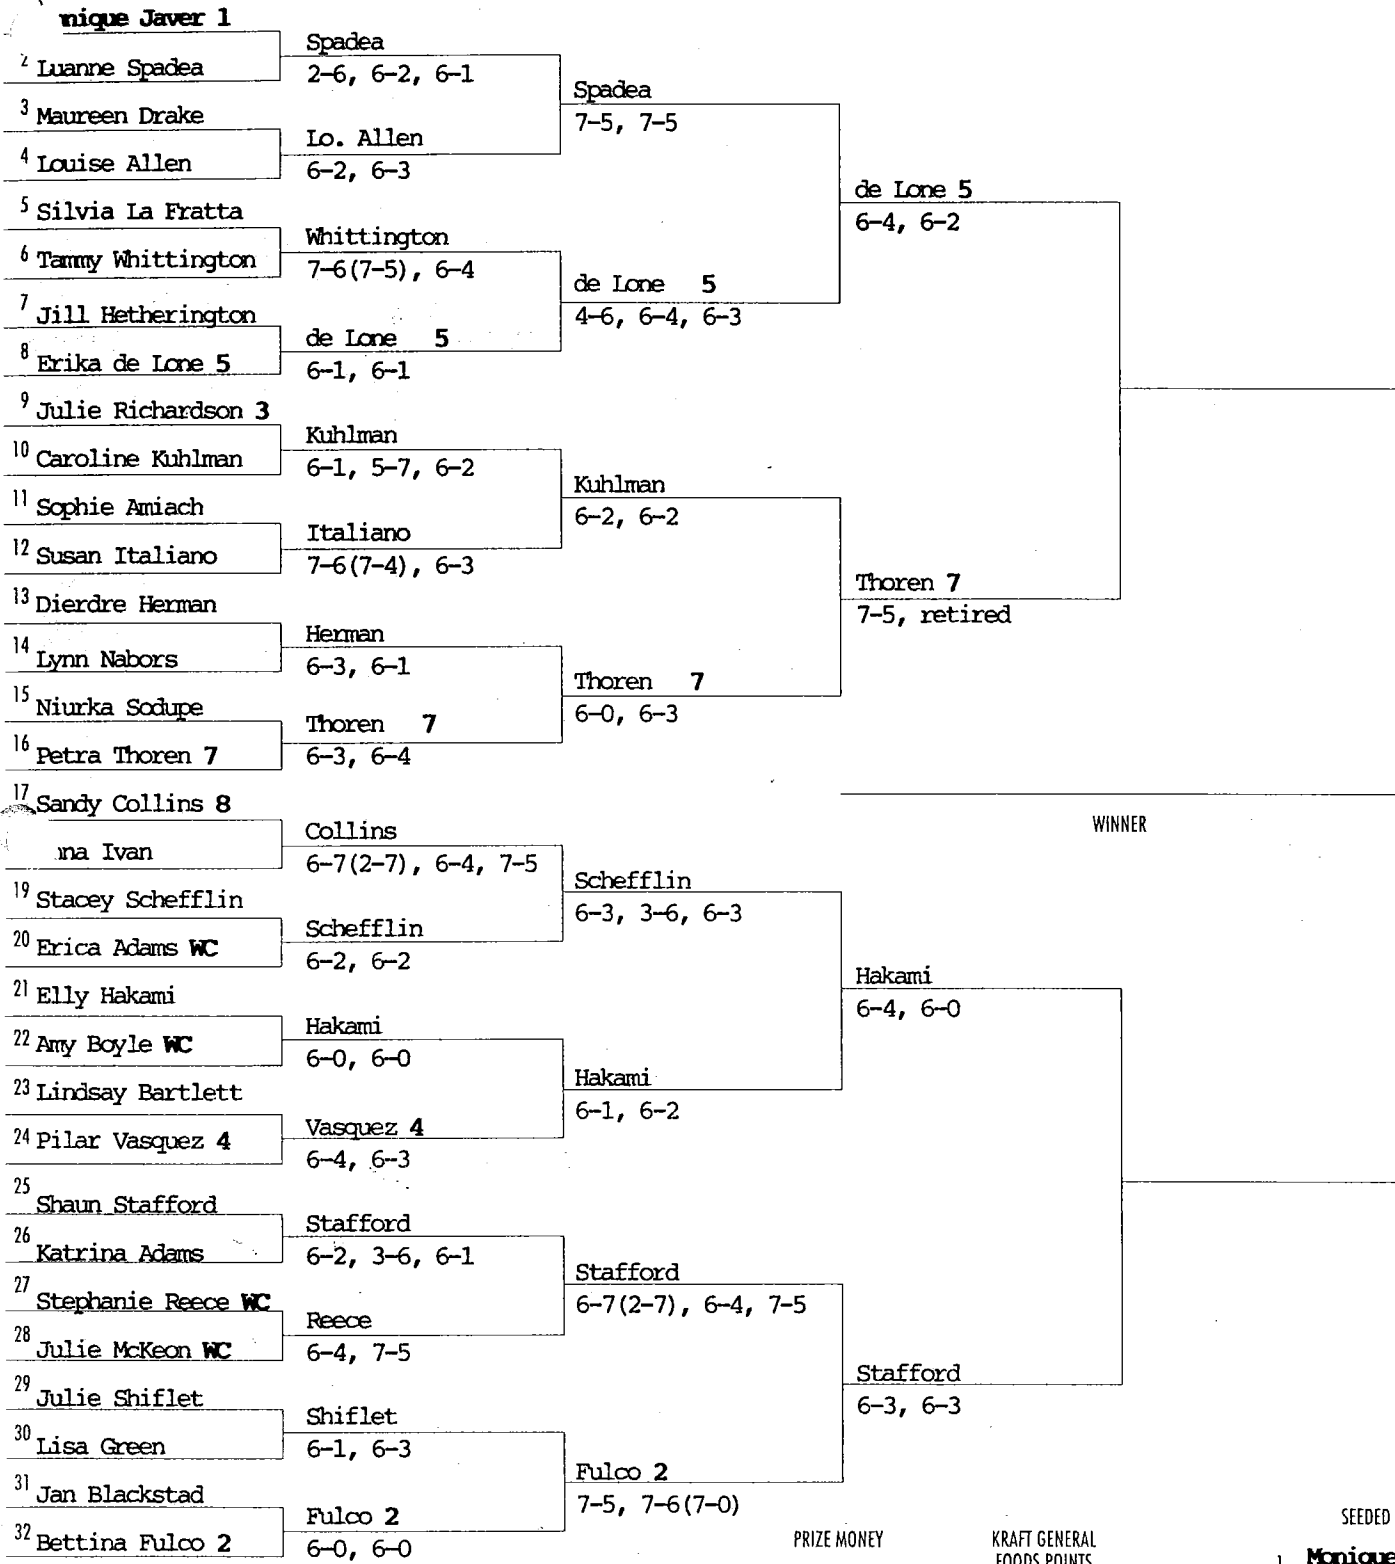 nique Javer 1
2 Luanne Spadea
3 Maureen Drake
4 Louise Allen
5 Silvia La Fratta
6 Tammy Whittington
7 Jill Hetherington
8 Erika de Lone 5
9 Julie Richardson 3
10 Caroline Kuhlman
11 Sophie Amiach
12 Susan Italiano
13 Dierdre Herman
14 Lynn Nabors
15 Niurka Sodupe
16 Petra Thoren 7
17 Sandy Collins 8
na Ivan
19 Stacey Schefflin
20 Erica Adams WC
21 Elly Hakami
22 Amy Boyle WC
23 Lindsay Bartlett
24 Pilar Vasquez 4
25 Shaun Stafford
26 Katrina Adams
27 Stephanie Reece WC
28 Julie McKeon WC
29 Julie Shiflet
30 Lisa Green
31 Jan Blackstad
32 Bettina Fulco 2
Spadea
2-6, 6-2, 6-1
Lo. Allen
6-2, 6-3
Whittington
7-6(7-5), 6-4
de Lone 5
6-1, 6-1
Kuhlman
6-1, 5-7, 6-2
Italiano
7-6(7-4), 6-3
Herman
6-3, 6-1
Thoren 7
6-3, 6-4
Collins
6-7(2-7), 6-4, 7-5
Schefflin
6-2, 6-2
Hakami
6-0, 6-0
Vasquez 4
6-4, 6-3
Stafford
6-2, 3-6, 6-1
Reece
6-4, 7-5
Shiflet
6-1, 6-3
Fulco 2
6-0, 6-0
Spadea
7-5, 7-5
de Lone 5
4-6, 6-4, 6-3
Kuhlman
6-2, 6-2
Thoren 7
6-0, 6-3
Schefflin
6-3, 3-6, 6-3
Hakami
6-1, 6-2
Stafford
6-7(2-7), 6-4, 7-5
Fulco 2
7-5, 7-6(7-0)
de Lone 5
6-4, 6-2
Thoren 7
7-5, retired
Hakami
6-4, 6-0
Stafford
6-3, 6-3
WINNER
PRIZE MONEY
KRAFT GENERAL
FOODS POINTS
SEEDED
1 Monique